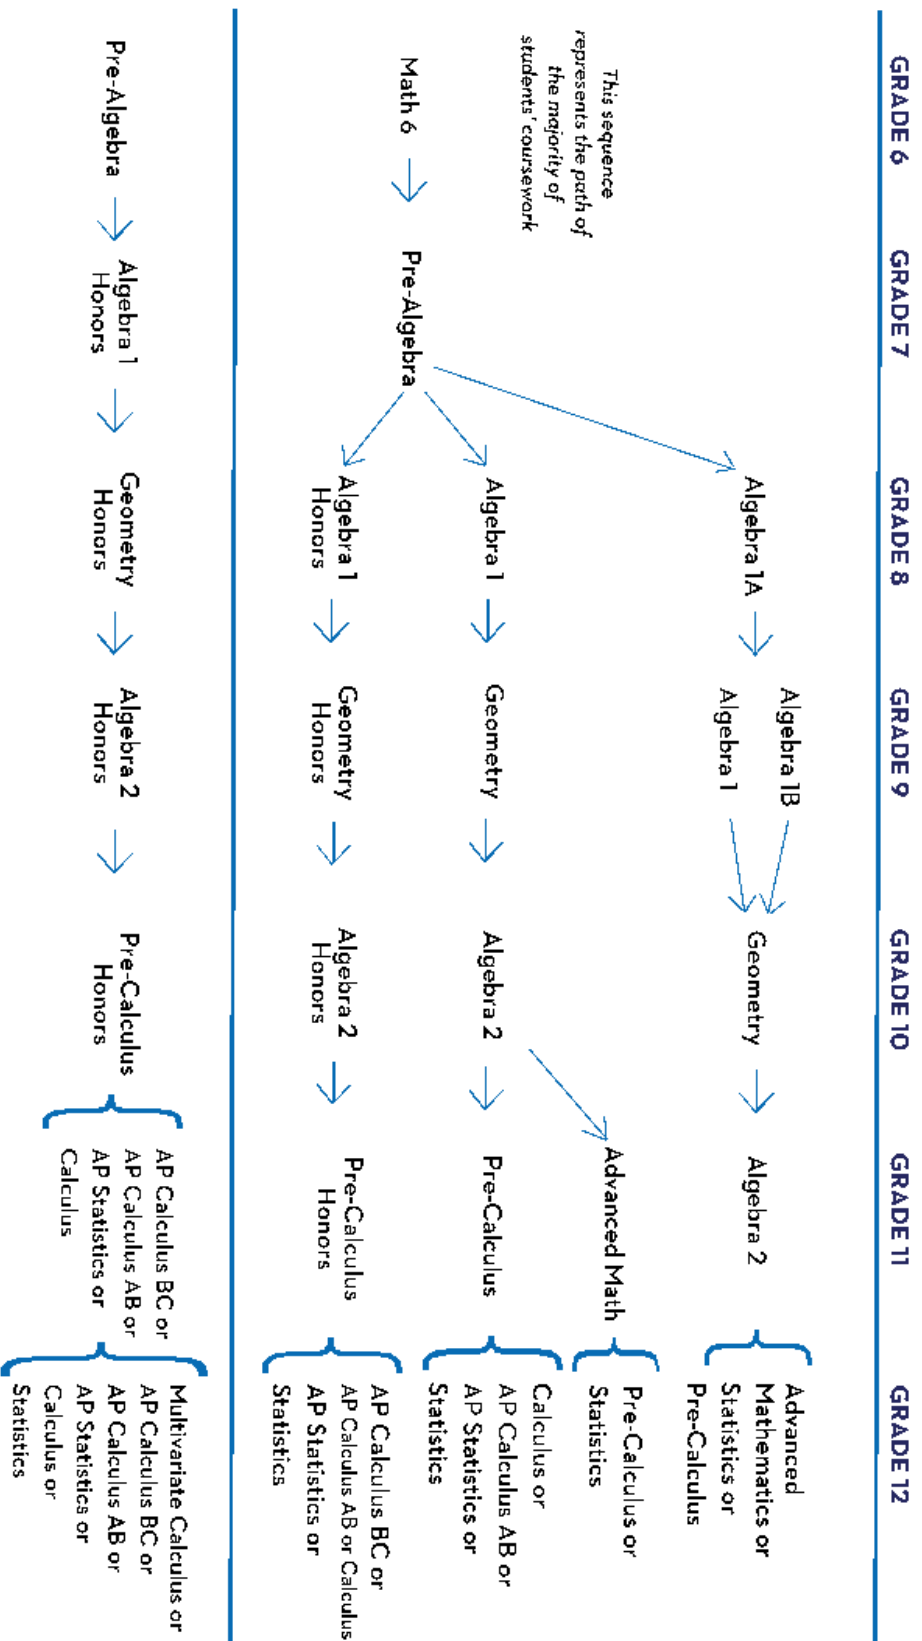 GRADE 6
GRADE 7
GRADE 8
GRADE 9
GRADE 10
GRADE 11
GRADE 12
This sequence
represents the path of
the majority of
students' coursework
Math 6
Pre-Algebra
Algebra 1A
Algebra 1B
Algebra 1
Geometry
Algebra 2
Advanced
Mathematics or
Statistics or
Pre-Calculus
Advanced Math
Pre-Calculus or
Statistics
Algebra 1
Geometry
Algebra 2
Pre-Calculus
Calculus or
AP Calculus AB or
AP Statistics or
Statistics
Algebra 1
Honors
Geometry
Honors
Algebra 2
Honors
Pre-Calculus
Honors
AP Calculus BC or
AP Calculus AB or Calculus
AP Statistics or
Statistics
Pre-Algebra
Algebra 1
Honors
Geometry
Honors
Algebra 2
Honors
Pre-Calculus
Honors
AP Calculus BC or
AP Calculus AB or
AP Statistics or
Calculus
Multivariate Calculus or
AP Calculus BC or
AP Calculus AB or
AP Statistics or
Calculus or
Statistics